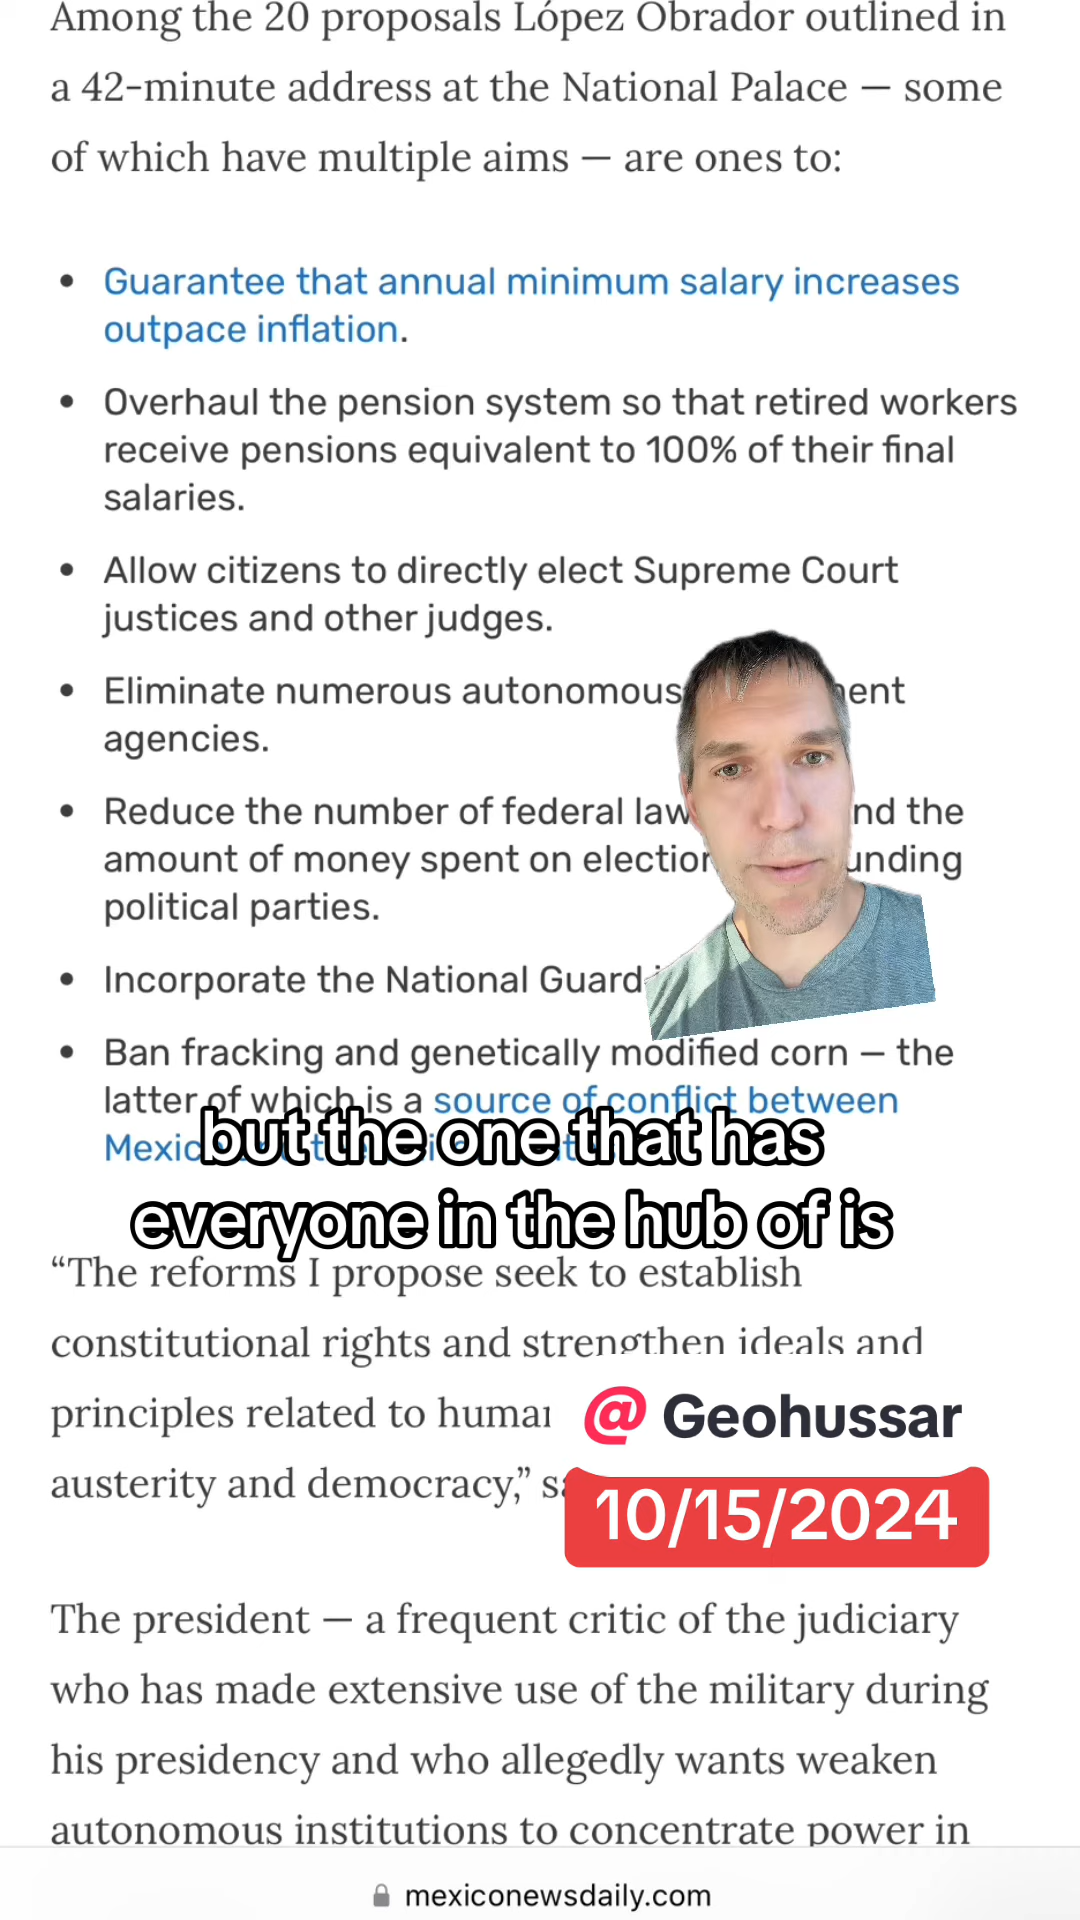 Among the 20 proposals López Obrador outlined in
a 42-minute address at the National Palace — some
of which have multiple aims — are ones to:
• Guarantee that annual minimum salary increases
outpace inflation.
• Overhaul the pension system so that retired workers
receive pensions equivalent to 100% of their final
salaries.
• Allow citizens to directly elect Supreme Court
justices and other judges.
• Eliminate numerous autonomous
agencies.
• Reduce the number of federal the
amount of money spent on
political parties.
• Incorporate the National Guard
• Ban fracking and genetically modified corn — the
latter of which is a source of conflict between
but the one that has
everyone in the hub of is
“The reforms I propose seek to establish
constitutional rights and strengthen ideals and
principles related to
@ Geohussar
austerity and democracy,”
10/15/2024
The president — a frequent critic of the judiciary
who has made extensive use of the military during
his presidency and who allegedly wants weaken
autonomous institutions to concentrate power in
mexiconewsdaily.com